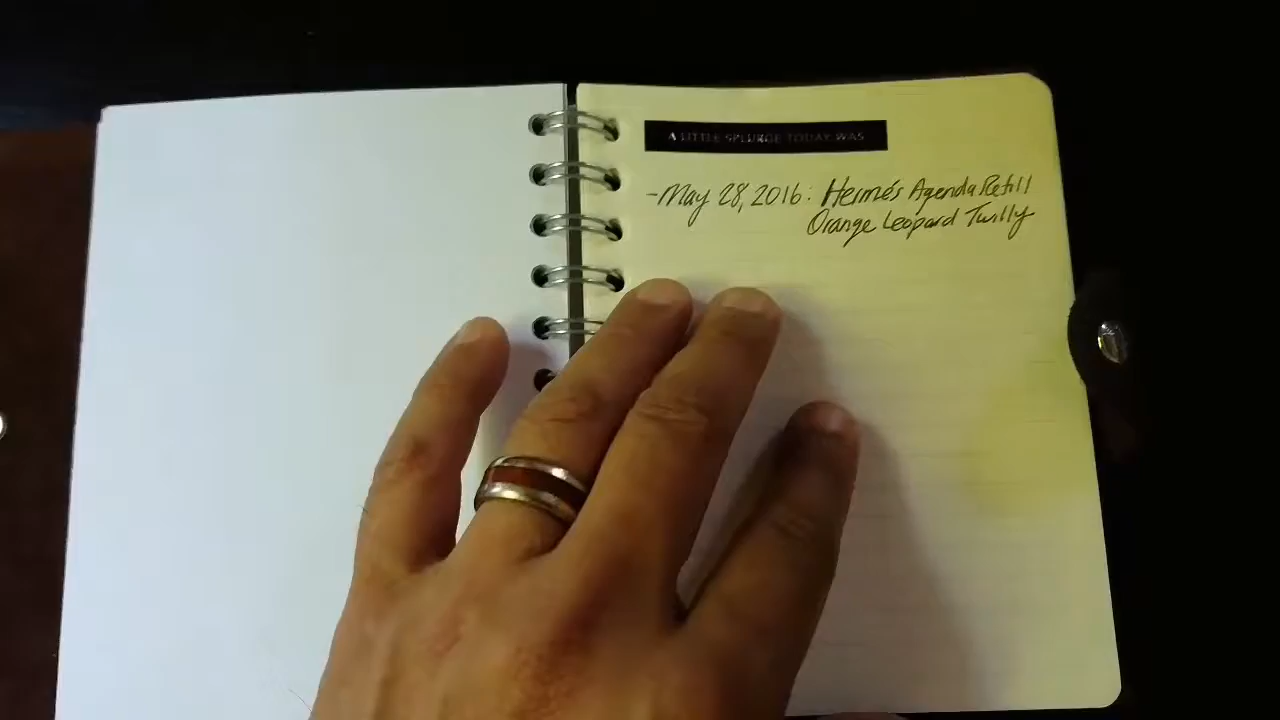 A LITTLE SPLURGE TODAY WAS
-May 28, 2016: Hermés Agenda Refill
Orange Leopard Twilly